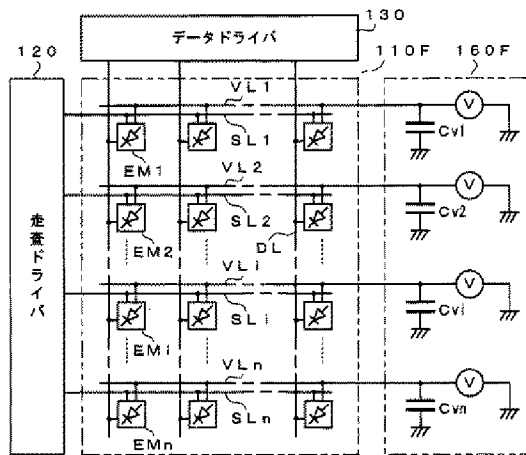 130
120
データドライバ
110F
160F
VL1
V
SL1
Cv1
EM1
VL2
V
SL2
Cv2
EM2
DL
走査ドライバ
VLi
V
SLi
Cvi
EMi
VLn
V
SLn
Cvn
EMn